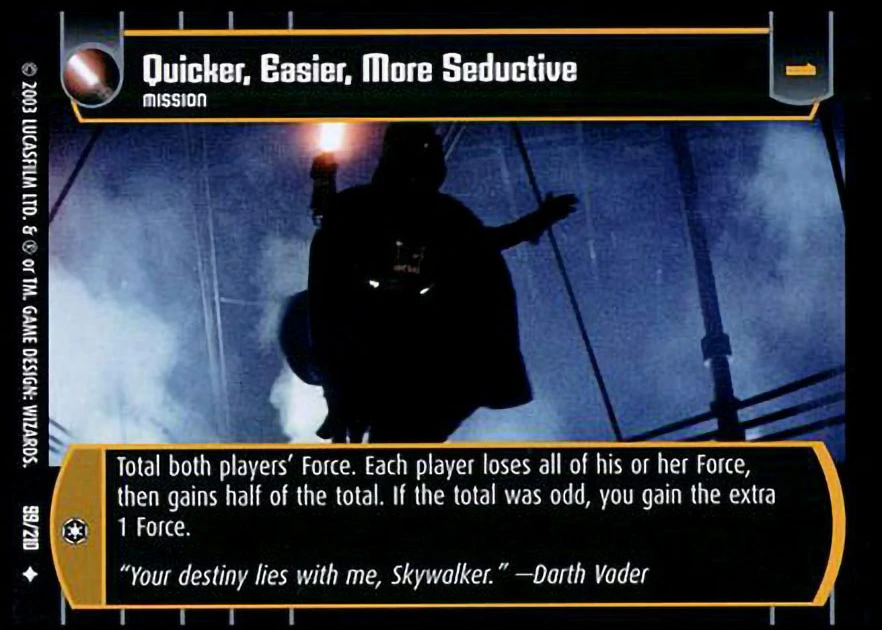 Quicker, Easier, More Seductive
MISSION
1
Total both players’ Force. Each player loses all of his or her Force,
then gains half of the total. If the total was odd, you gain the extra
1 Force.
“Your destiny lies with me, Skywalker.” —Darth Vader
© 2003 LUCASFILM LTD. & ® or TM. GAME DESIGN: WIZARDS. 99/210